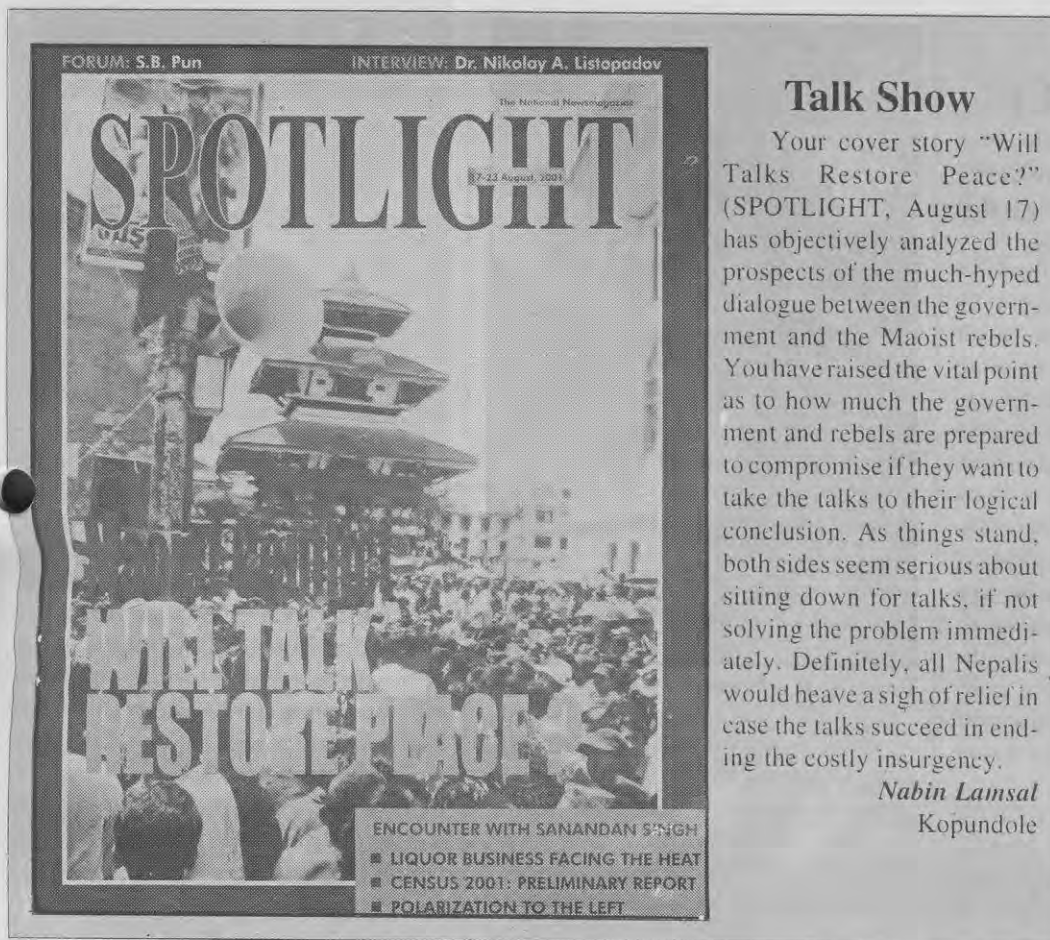 FORUM: S.B. Pun
INTERVIEW: Dr. Nikolay A. Listopadov
The National Newsmagazine
SPOTLIGHT
17-23 August, 2001
WILL TALK
RESTORE PEACE
ENCOUNTER WITH SANANDAN SINGH
■ LIQUOR BUSINESS FACING THE HEAT
■ CENSUS 2001: PRELIMINARY REPORT
■ POLARIZATION TO THE LEFT
Talk Show
Your cover story "Will
Talks Restore Peace?"
(SPOTLIGHT, August 17)
has objectively analyzed the
prospects of the much-hyped
dialogue between the govern-
ment and the Maoist rebels.
You have raised the vital point
as to how much the govern-
ment and rebels are prepared
to compromise if they want to
take the talks to their logical
conclusion. As things stand,
both sides seem serious about
sitting down for talks, if not
solving the problem immedi-
ately. Definitely, all Nepalis
would heave a sigh of relief in
case the talks succeed in end-
ing the costly insurgency.
Nabin Lamsal
Kopundole